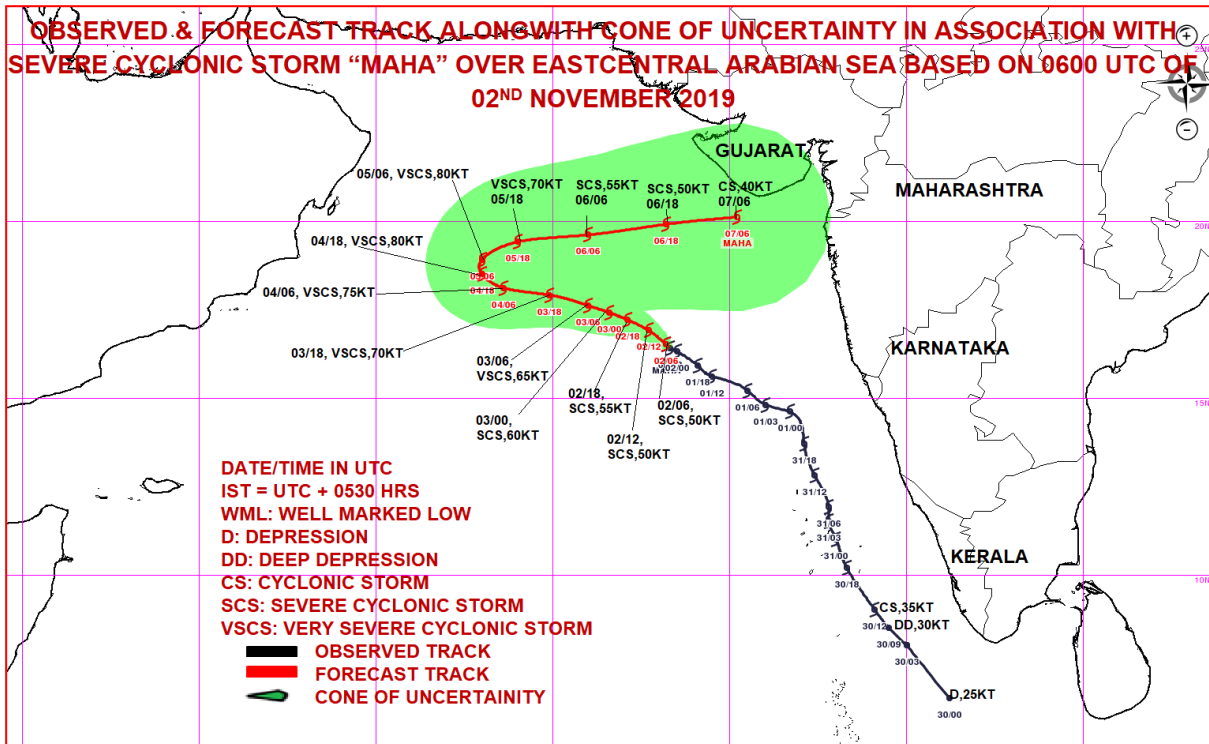 OBSERVED & FORECAST TRACK ALONGWITH CONE OF UNCERTAINTY IN ASSOCIATION WITH
SEVERE CYCLONIC STORM “MAHA” OVER EASTCENTRAL ARABIAN SEA BASED ON 0600 UTC OF
02ND NOVEMBER 2019
25N
+
−
GUJARAT
MAHARASHTRA
KARNATAKA
KERALA
20N
15N
10N
05/06, VSCS,80KT
VSCS,70KT
05/18
SCS,55KT
06/06
SCS,50KT
06/18
CS,40KT
07/06
04/18, VSCS,80KT
04/06, VSCS,75KT
03/18, VSCS,70KT
03/06,
VSCS,65KT
03/00,
SCS,60KT
02/18,
SCS,55KT
02/12,
SCS,50KT
02/06,
SCS,50KT
07/06
MAHA
06/18
06/06
05/18
05/06
04/18
04/06
03/18
03/06
03/00
02/18
02/12
02/06
MAHA
02/00
01/18
01/12
01/06
01/03
01/00
31/18
31/12
31/06
31/03
31/00
30/18
CS,35KT
30/12
DD,30KT
30/09
30/03
D,25KT
30/00
DATE/TIME IN UTC
IST = UTC + 0530 HRS
WML: WELL MARKED LOW
D: DEPRESSION
DD: DEEP DEPRESSION
CS: CYCLONIC STORM
SCS: SEVERE CYCLONIC STORM
VSCS: VERY SEVERE CYCLONIC STORM
OBSERVED TRACK
FORECAST TRACK
CONE OF UNCERTAINITY